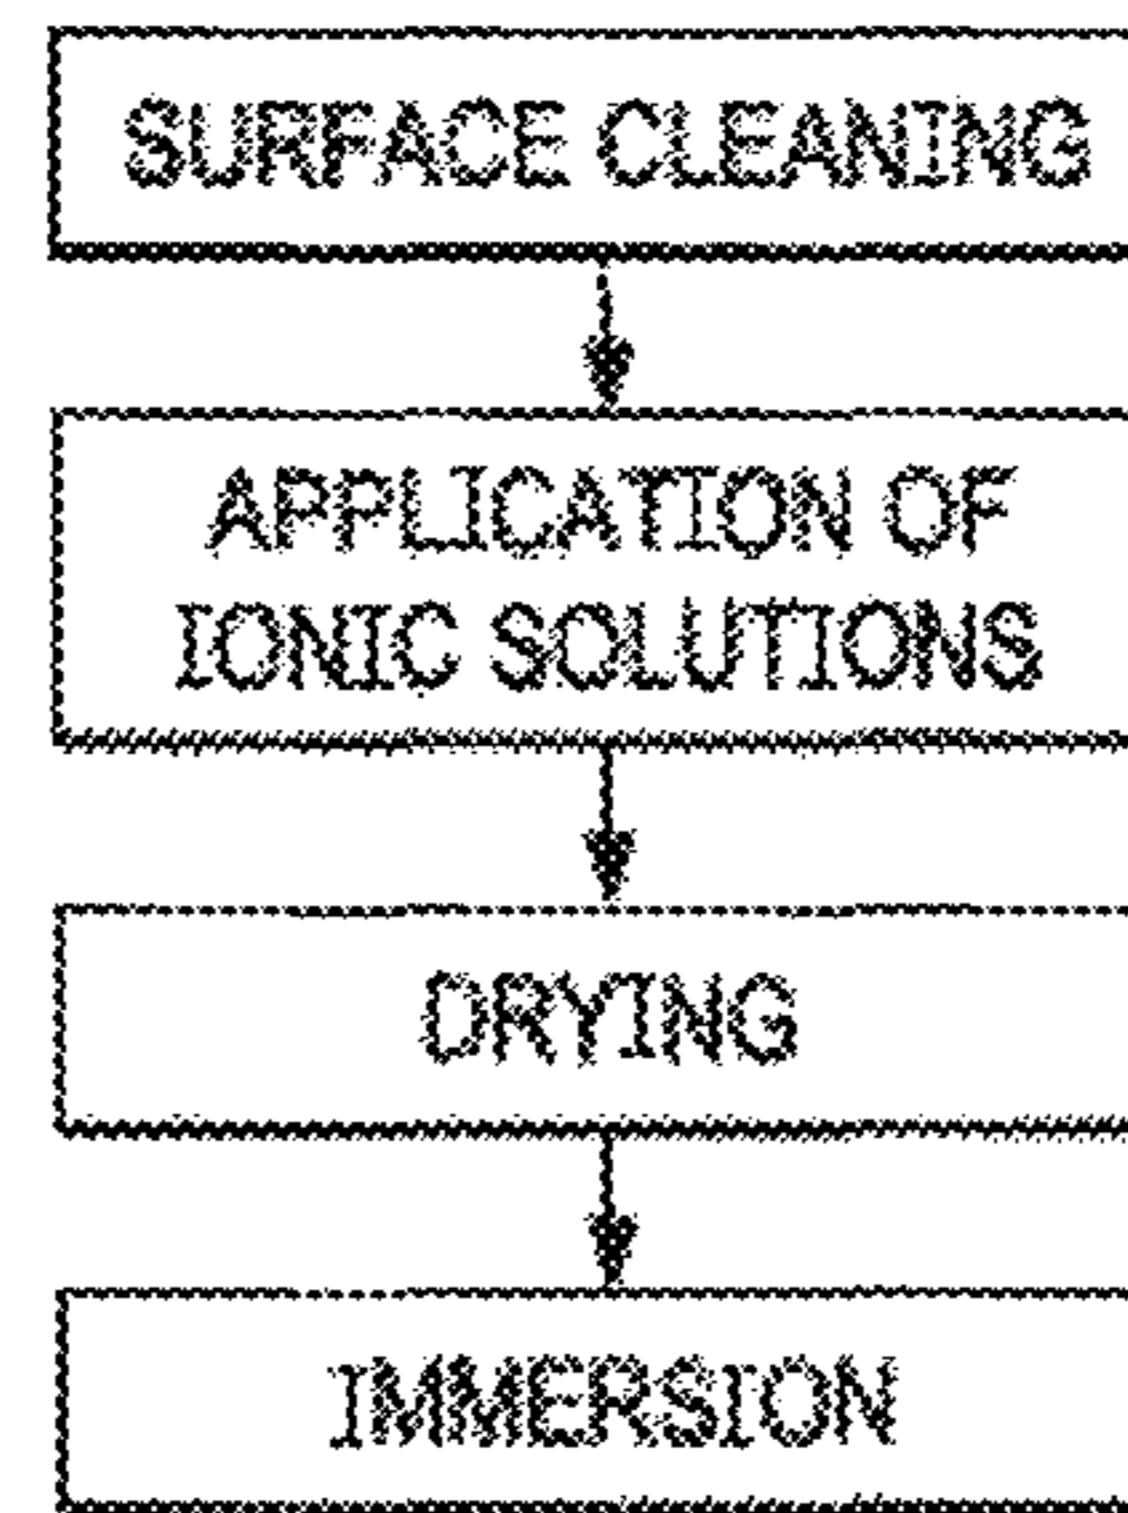 SURFACE CLEANING
APPLICATION OF
IONIC SOLUTIONS
DRYING
IMMERSION